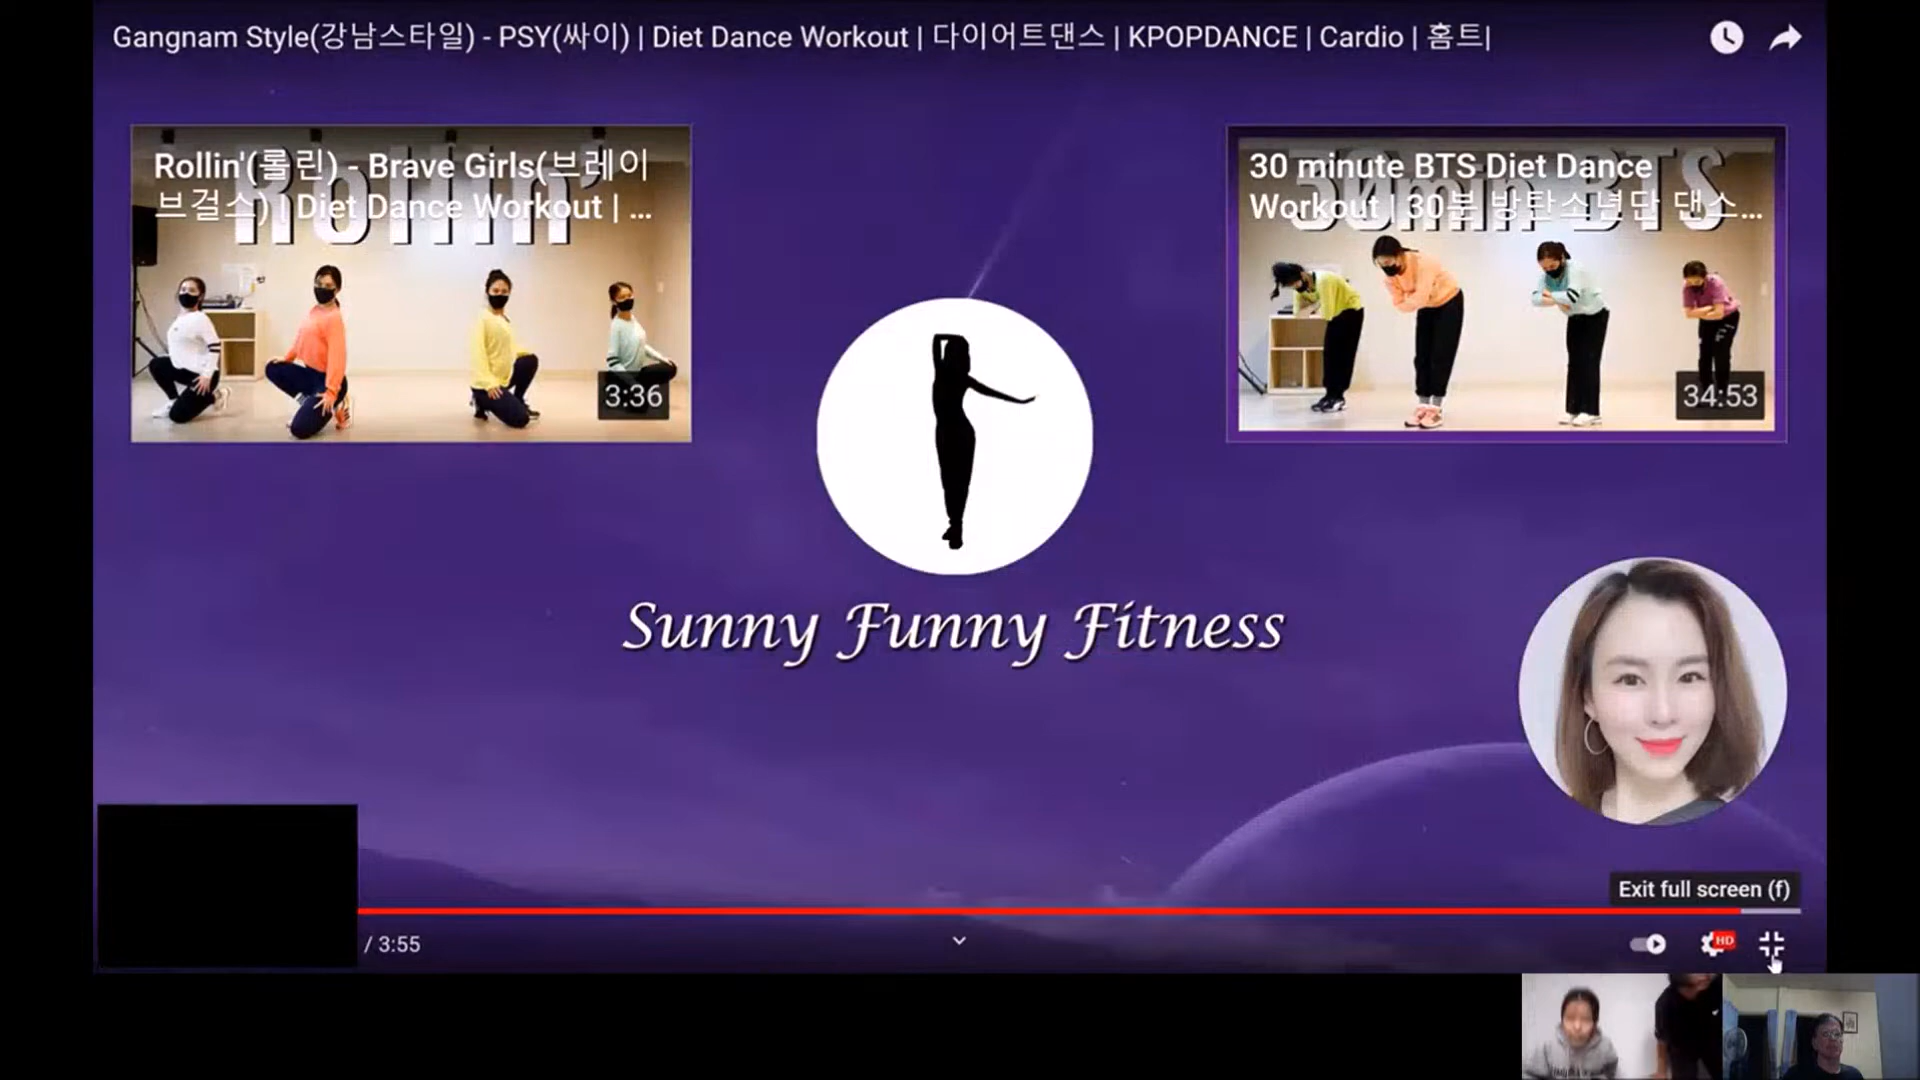 Gangnam Style(강남스타일) - PSY(싸이) | Diet Dance Workout | 다이어트댄스 | KPOPDANCE | Cardio | 홈트|
Rollin'(롤린) - Brave Girls(브레이
브걸스) | Diet Dance Workout | ...
Rollin'
3:36
30 minute BTS Diet Dance
Workout | 30분 방탄소년단 댄스...
30min BTS
34:53
Sunny Funny Fitness
Exit full screen (f)
/ 3:55
HD